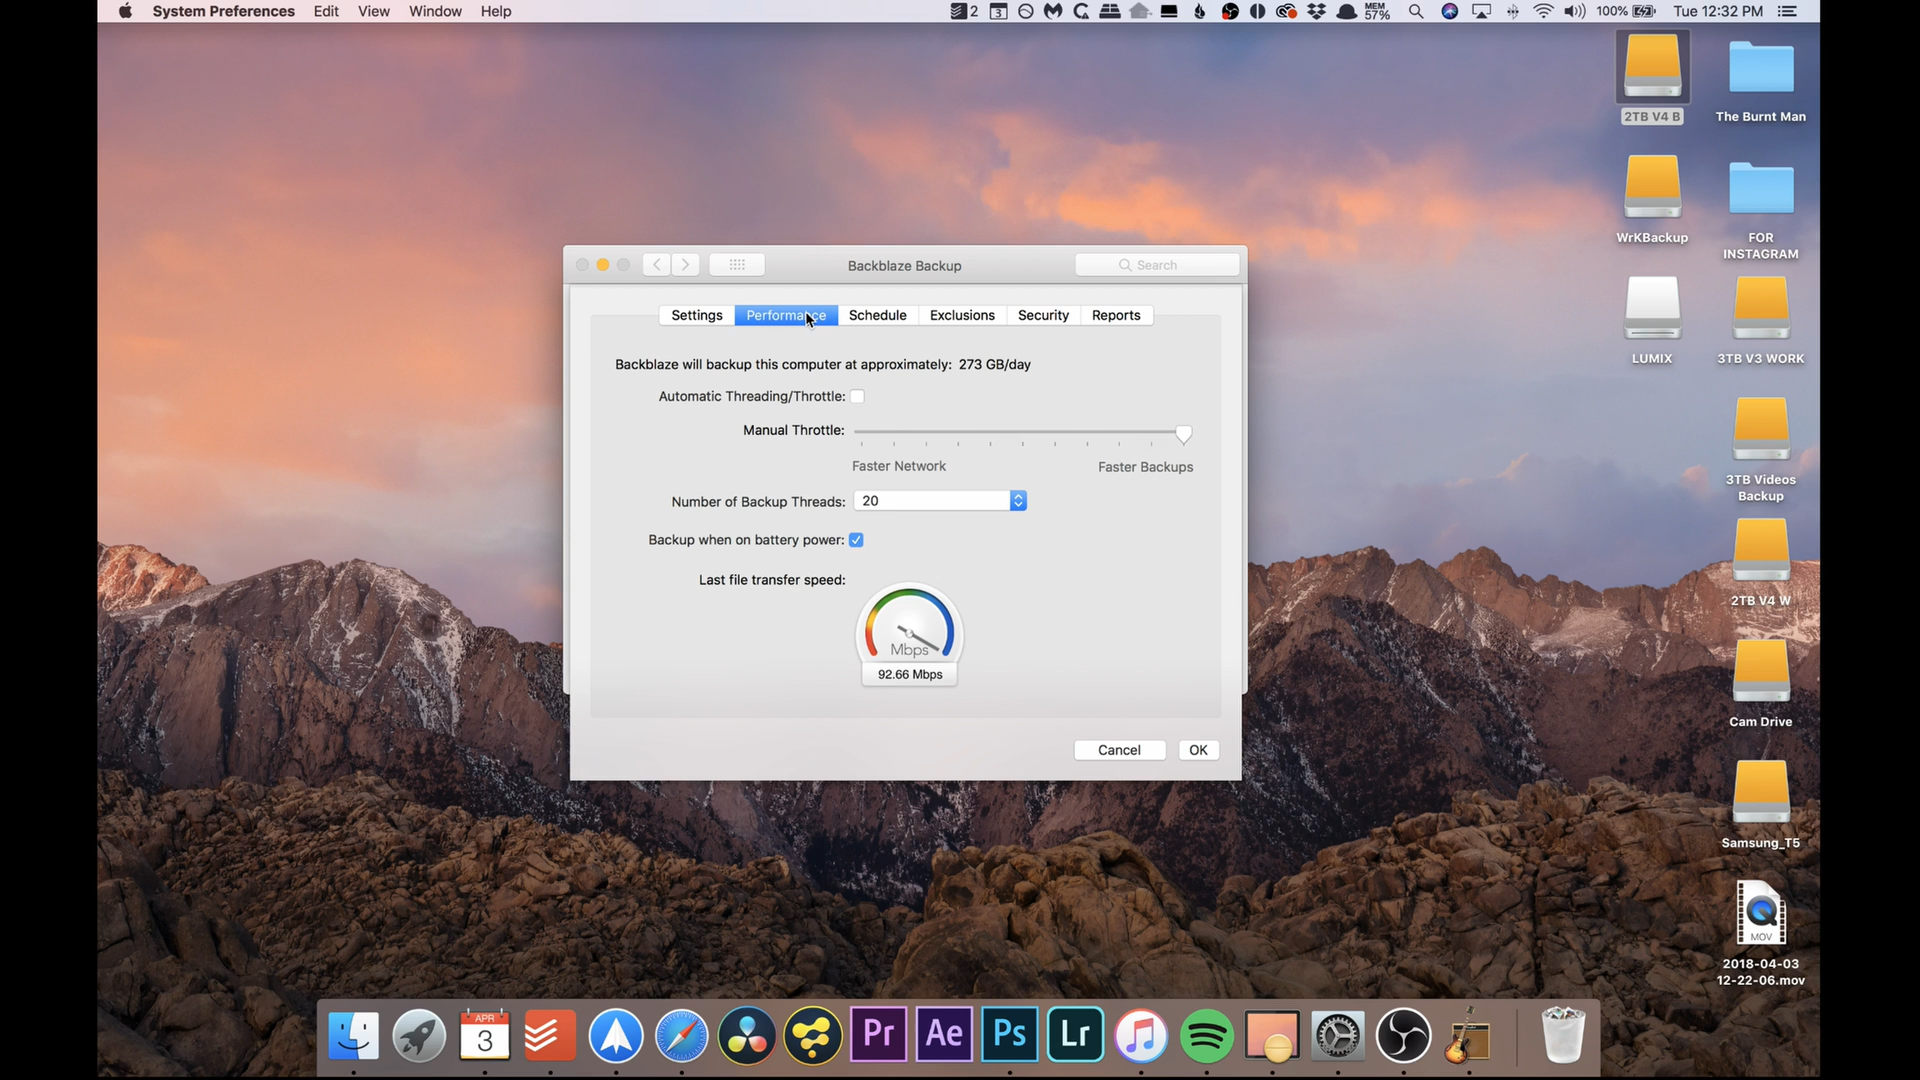 System Preferences Edit View Window Help
2 3 MEM 57% 100% Tue 12:32 PM
2TB V4 B
The Burnt Man
WrKBackup
FOR
INSTAGRAM
LUMIX
3TB V3 WORK
3TB Videos
Backup
2TB V4 W
Cam Drive
Samsung_T5
MOV
2018-04-03
12-22-06.mov
Backblaze Backup
Search
Settings Performance Schedule Exclusions Security Reports
Backblaze will backup this computer at approximately: 273 GB/day
Automatic Threading/Throttle:
Manual Throttle:
Faster Network Faster Backups
Number of Backup Threads: 20
Backup when on battery power:
Last file transfer speed:
Mbps
92.66 Mbps
Cancel OK
APR
3
Pr Ae Ps Lr